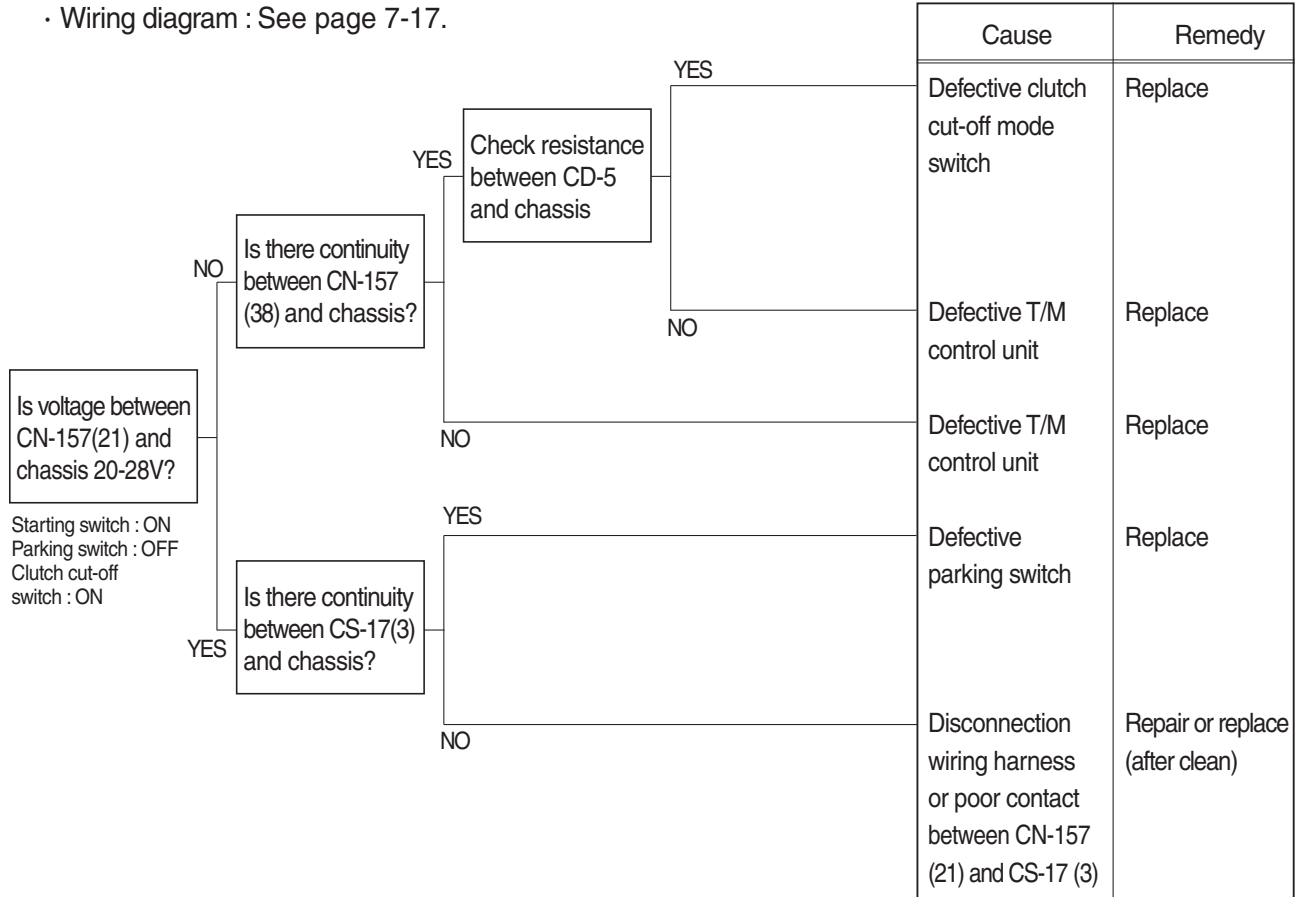 · Wiring diagram : See page 7-17.
Cause
Remedy
YES
Defective clutch
cut-off mode
switch
Replace
YES
Check resistance
between CD-5
and chassis
NO
Is there continuity
between CN-157
(38) and chassis?
NO
Defective T/M
control unit
Replace
Is voltage between
CN-157(21) and
chassis 20-28V?
NO
Defective T/M
control unit
Replace
Starting switch : ON
Parking switch : OFF
Clutch cut-off
switch : ON
YES
Defective
parking switch
Replace
YES
Is there continuity
between CS-17(3)
and chassis?
NO
Disconnection
wiring harness
or poor contact
between CN-157
(21) and CS-17 (3)
Repair or replace
(after clean)